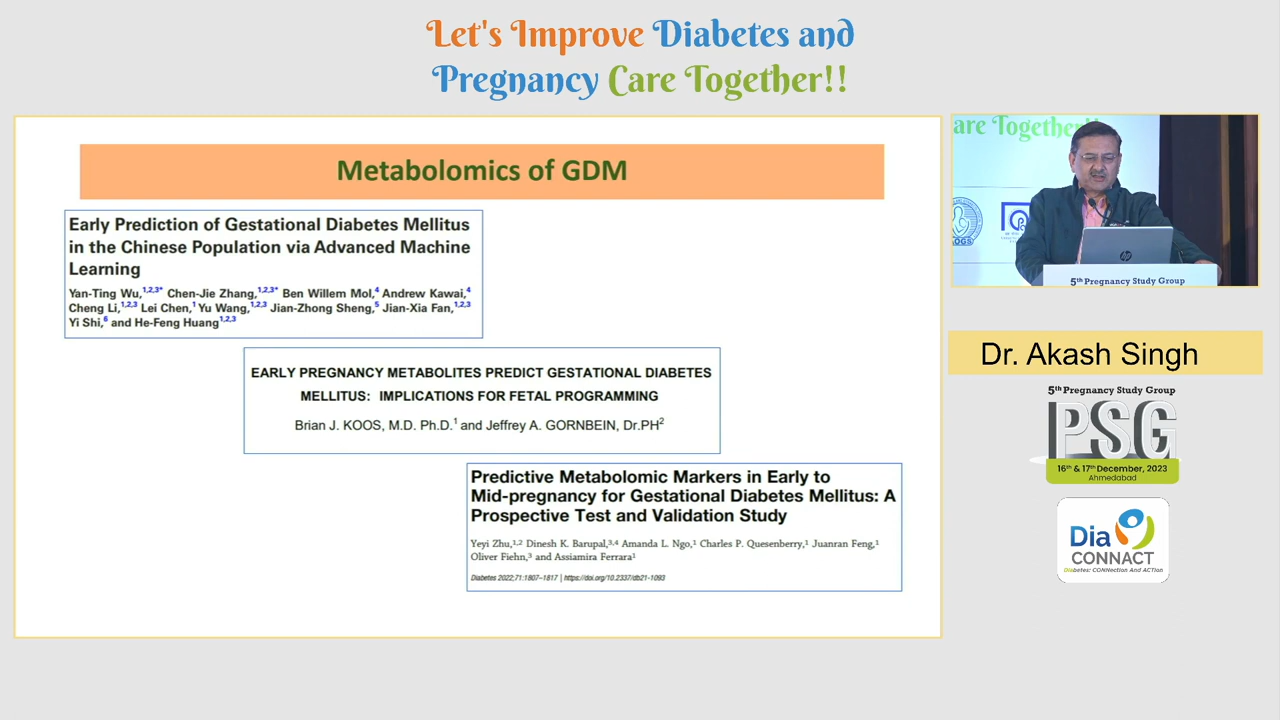 Let's Improve Diabetes and
Pregnancy Care Together!!
Metabolomics of GDM
Early Prediction of Gestational Diabetes Mellitus
in the Chinese Population via Advanced Machine
Learning
Yan-Ting Wu,1,2,3* Chen-Jie Zhang,1,2,3* Ben Willem Mol,4 Andrew Kawai,4
Cheng Li,1,2,3 Lei Chen,1 Yu Wang,1,2,3 Jian-Zhong Sheng,5 Jian-Xia Fan,1,2,3
Yi Shi,6 and He-Feng Huang1,2,3
EARLY PREGNANCY METABOLITES PREDICT GESTATIONAL DIABETES
MELLITUS: IMPLICATIONS FOR FETAL PROGRAMMING
Brian J. KOOS, M.D. Ph.D.1 and Jeffrey A. GORNBEIN, Dr.PH2
Predictive Metabolomic Markers in Early to
Mid-pregnancy for Gestational Diabetes Mellitus: A
Prospective Test and Validation Study
Yeyi Zhu,1,2 Dinesh K. Barupal,3,4 Amanda L. Ngo,1 Charles P. Quesenberry,1 Juanran Feng,1
Oliver Fiehn,3 and Assiamira Ferrara1
Diabetes 2022;71:1807–1817 | https://doi.org/10.2337/db21-1093
are Together!!
OGS
hp
5th Pregnancy Study Group
Dr. Akash Singh
5th Pregnancy Study Group
PSG
16th & 17th December, 2023
Ahmedabad
Dia
CONNACT
Diabetes: CONNection And ACTion